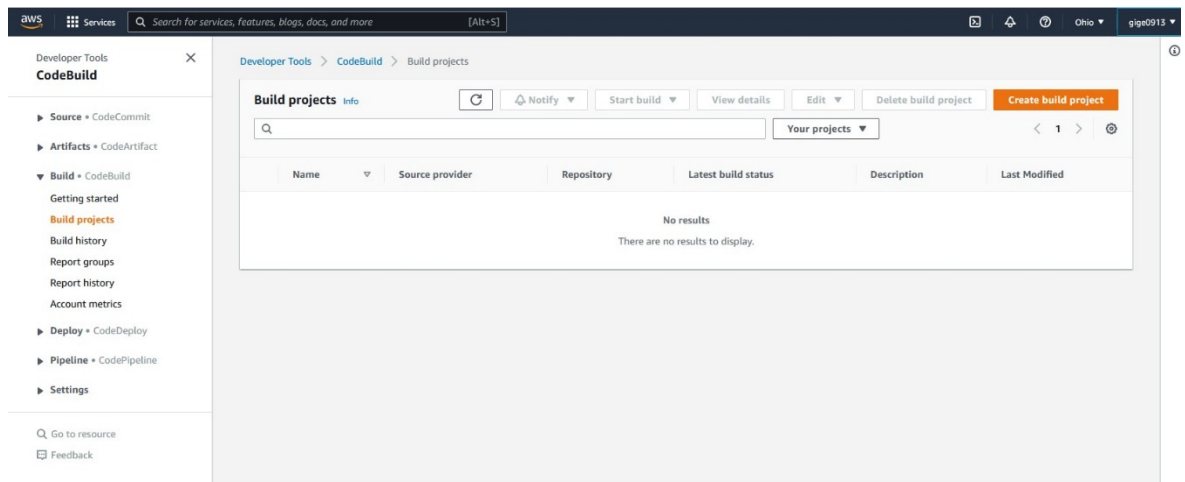 aws Services Search for services, features, blogs, docs, and more [Alt+S] Ohio ▼ gige0913 ▼
Developer Tools
CodeBuild
Source • CodeCommit
Artifacts • CodeArtifact
Build • CodeBuild
Getting started
Build projects
Build history
Report groups
Report history
Account metrics
Deploy • CodeDeploy
Pipeline • CodePipeline
Settings
Go to resource
Feedback
Developer Tools > CodeBuild > Build projects
Build projects Info Notify ▼ Start build ▼ View details Edit ▼ Delete build project Create build project
Your projects ▼ < 1 >
Name Source provider Repository Latest build status Description Last Modified
No results
There are no results to display.